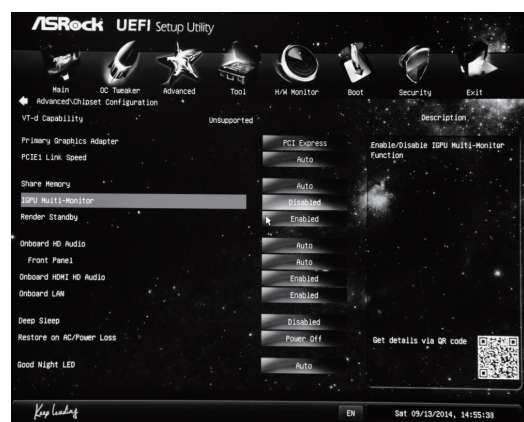 ASRock UEFI Setup Utility
Main OC Tweaker Advanced Tool H/W Monitor Boot Security Exit
Advanced\Chipset Configuration
Description
VT-d Capability Unsupported
Primary Graphics Adapter PCI Express
PCIE1 Link Speed Auto
Share Memory Auto
IGPU Multi-Monitor Disabled
Render Standby Enabled
Onboard HD Audio Auto
Front Panel Auto
Onboard HDMI HD Audio Enabled
Onboard LAN Enabled
Deep Sleep Disabled
Restore on AC/Power Loss Power Off
Good Night LED Auto
Enable/Disable IGPU Multi-Monitor
Function
Get details via QR code
Keep Leading
EN
Sat 09/13/2014, 14:55:38